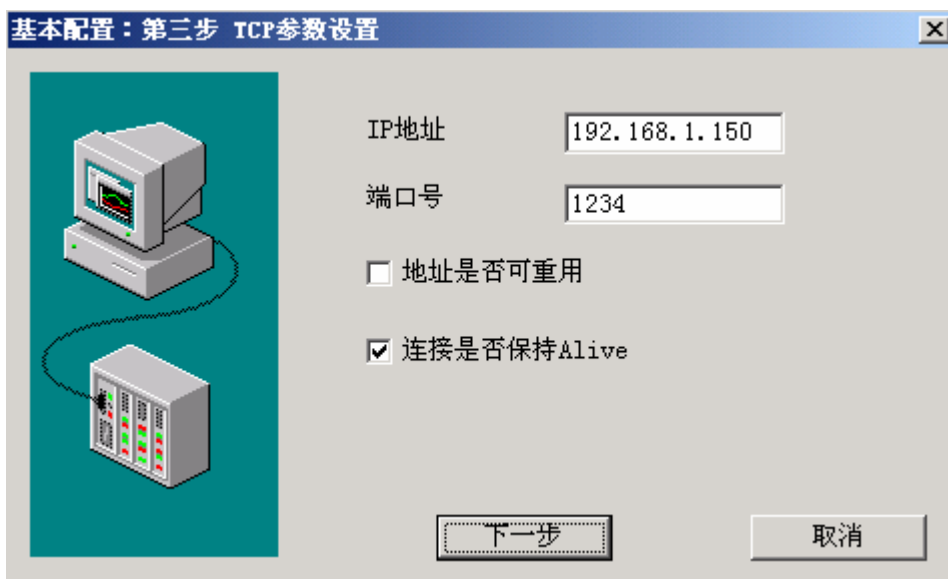 基本配置：第三步 TCP参数设置
IP地址 192.168.1.150
端口号 1234
地址是否可重用
连接是否保持Alive
下一步 取消